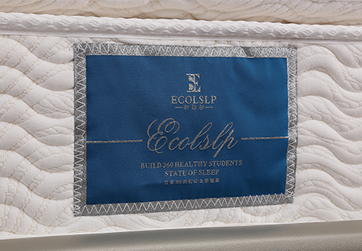 ECOLSLP
Ecolslp
BUILD 360 HEALTHY STUDENTS
STATE OF SLEEP